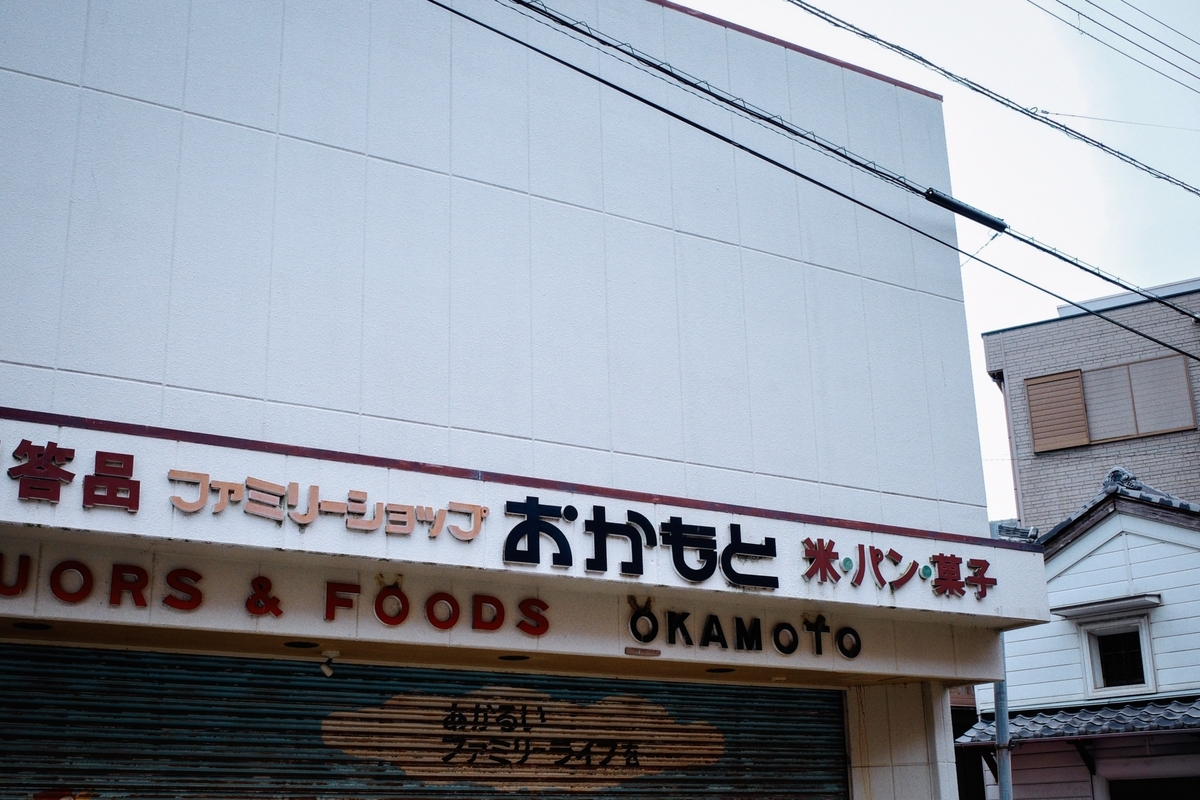 答品 ファミリーショップ おかもと 米・パン・菓子
UORS & FOODS OKAMOTO
あかるい
ファミリーライフを